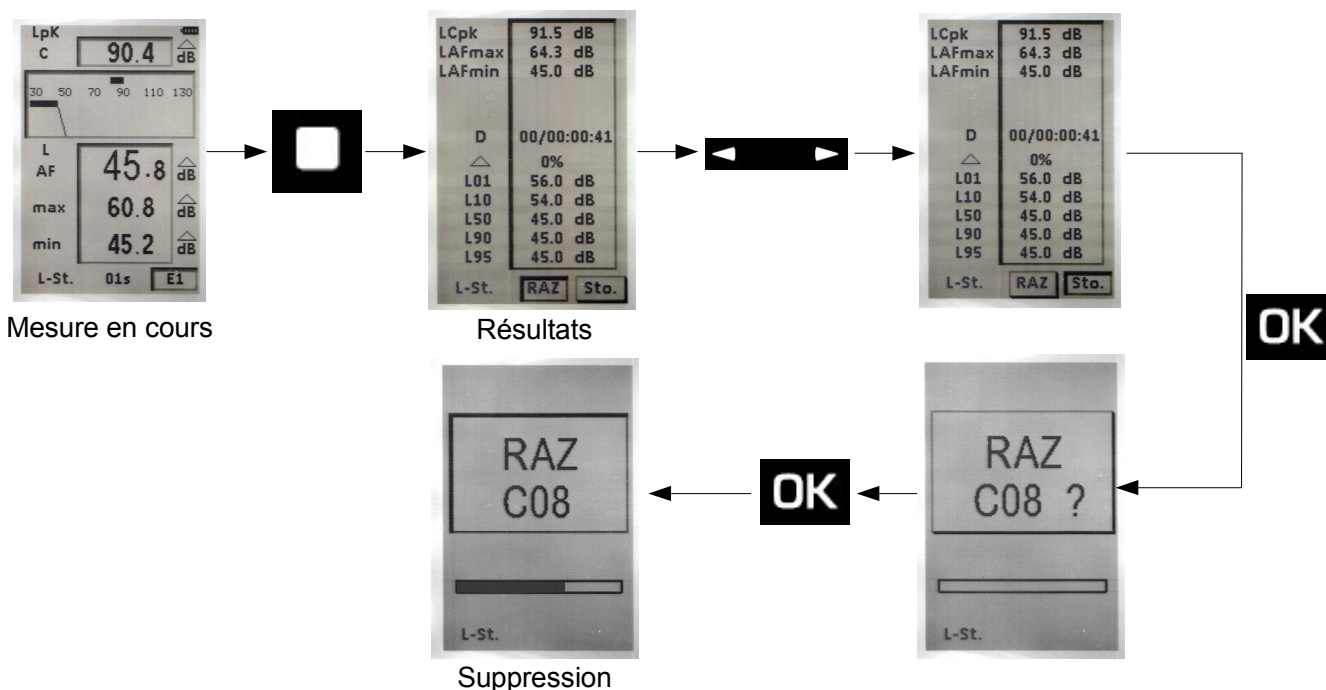 LpK
C 90.4 dB
30 50 70 90 110 130
L
AF 45.8 dB
max 60.8 dB
min 45.2 dB
L-St. 01s E1
Mesure en cours
LCpk 91.5 dB
LAFmax 64.3 dB
LAFmin 45.0 dB
D 00/00:00:41
0%
L01 56.0 dB
L10 54.0 dB
L50 45.0 dB
L90 45.0 dB
L95 45.0 dB
L-St. RAZ Sto.
Résultats
LCpk 91.5 dB
LAFmax 64.3 dB
LAFmin 45.0 dB
D 00/00:00:41
0%
L01 56.0 dB
L10 54.0 dB
L50 45.0 dB
L90 45.0 dB
L95 45.0 dB
L-St. RAZ Sto.
OK
RAZ
C08 ?
L-St.
OK
RAZ
C08
L-St.
Suppression